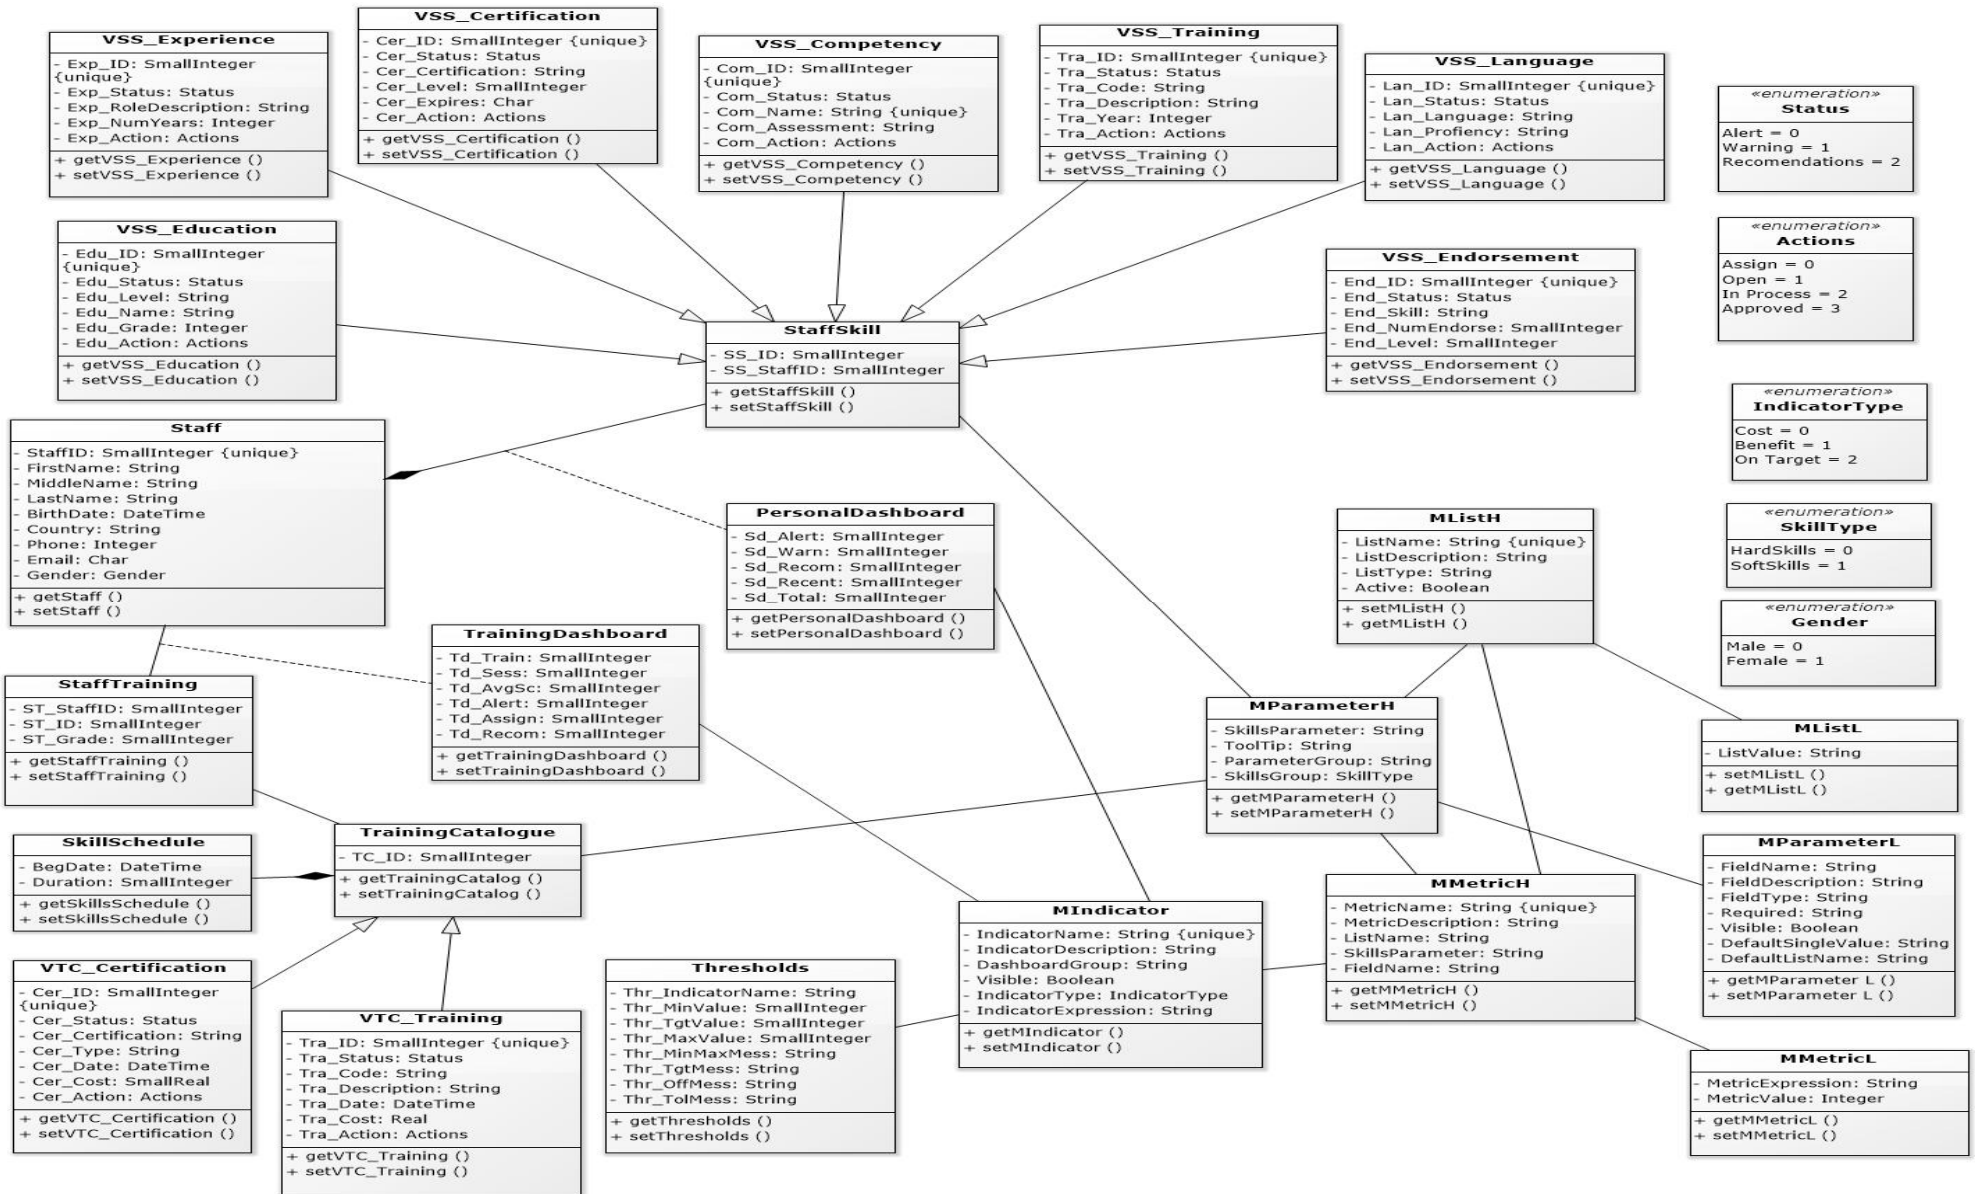 VSS_Experience
- Exp_ID: SmallInteger
{unique}
- Exp_Status: Status
- Exp_RoleDescription: String
- Exp_NumYears: Integer
- Exp_Action: Actions
+ getVSS_Experience ()
+ setVSS_Experience ()
VSS_Certification
- Cer_ID: SmallInteger {unique}
- Cer_Status: Status
- Cer_Certification: String
- Cer_Level: SmallInteger
- Cer_Expires: Char
- Cer_Action: Actions
+ getVSS_Certification ()
+ setVSS_Certification ()
VSS_Competency
- Com_ID: SmallInteger
{unique}
- Com_Status: Status
- Com_Name: String {unique}
- Com_Assessment: String
- Com_Action: Actions
+ getVSS_Competency ()
+ setVSS_Competency ()
VSS_Training
- Tra_ID: SmallInteger {unique}
- Tra_Status: Status
- Tra_Code: String
- Tra_Description: String
- Tra_Year: Integer
- Tra_Action: Actions
+ getVSS_Training ()
+ setVSS_Training ()
VSS_Language
- Lan_ID: SmallInteger {unique}
- Lan_Status: Status
- Lan_Language: String
- Lan_Profiency: String
- Lan_Action: Actions
+ getVSS_Language ()
+ setVSS_Language ()
«enumeration»
Status
Alert = 0
Warning = 1
Recomendations = 2
«enumeration»
Actions
Assign = 0
Open = 1
In Process = 2
Approved = 3
VSS_Education
- Edu_ID: SmallInteger
{unique}
- Edu_Status: Status
- Edu_Level: String
- Edu_Name: String
- Edu_Grade: Integer
- Edu_Action: Actions
+ getVSS_Education ()
+ setVSS_Education ()
StaffSkill
- SS_ID: SmallInteger
- SS_StaffID: SmallInteger
+ getStaffSkill ()
+ setStaffSkill ()
VSS_Endorsement
- End_ID: SmallInteger {unique}
- End_Status: Status
- End_Skill: String
- End_NumEndorse: SmallInteger
- End_Level: SmallInteger
+ getVSS_Endorsement ()
+ setVSS_Endorsement ()
«enumeration»
IndicatorType
Cost = 0
Benefit = 1
On Target = 2
Staff
- StaffID: SmallInteger {unique}
- FirstName: String
- MiddleName: String
- LastName: String
- BirthDate: DateTime
- Country: String
- Phone: Integer
- Email: Char
- Gender: Gender
+ getStaff ()
+ setStaff ()
PersonalDashboard
- Sd_Alert: SmallInteger
- Sd_Warn: SmallInteger
- Sd_Recom: SmallInteger
- Sd_Recent: SmallInteger
- Sd_Total: SmallInteger
+ getPersonalDashboard ()
+ setPersonalDashboard ()
MListH
- ListName: String {unique}
- ListDescription: String
- ListType: String
- Active: Boolean
+ setMListH ()
+ getMListH ()
«enumeration»
SkillType
HardSkills = 0
SoftSkills = 1
«enumeration»
Gender
Male = 0
Female = 1
TrainingDashboard
- Td_Train: SmallInteger
- Td_Sess: SmallInteger
- Td_AvgSc: SmallInteger
- Td_Alert: SmallInteger
- Td_Assign: SmallInteger
- Td_Recom: SmallInteger
+ getTrainingDashboard ()
+ setTrainingDashboard ()
StaffTraining
- ST_StaffID: SmallInteger
- ST_ID: SmallInteger
- ST_Grade: SmallInteger
+ getStaffTraining ()
+ setStaffTraining ()
MParameterH
- SkillsParameter: String
- ToolTip: String
- ParameterGroup: String
- SkillsGroup: SkillType
+ getMParameterH ()
+ setMParameterH ()
MListL
- ListValue: String
+ setMListL ()
+ getMListL ()
SkillSchedule
- BegDate: DateTime
- Duration: SmallInteger
+ getSkillsSchedule ()
+ setSkillsSchedule ()
TrainingCatalogue
- TC_ID: SmallInteger
+ getTrainingCatalog ()
+ setTrainingCatalog ()
MParameterL
- FieldName: String
- FieldDescription: String
- FieldType: String
- Required: String
- Visible: Boolean
- DefaultSingleValue: String
- DefaultListName: String
+ getMParameter L ()
+ setMParameter L ()
MMetricH
- MetricName: String {unique}
- MetricDescription: String
- ListName: String
- SkillsParameter: String
- FieldName: String
+ getMMetricH ()
+ setMMetricH ()
MIndicator
- IndicatorName: String {unique}
- IndicatorDescription: String
- DashboardGroup: String
- Visible: Boolean
- IndicatorType: IndicatorType
- IndicatorExpression: String
+ getMIndicator ()
+ setMIndicator ()
VTC_Certification
- Cer_ID: SmallInteger
{unique}
- Cer_Status: Status
- Cer_Certification: String
- Cer_Type: String
- Cer_Date: DateTime
- Cer_Cost: SmallReal
- Cer_Action: Actions
+ getVTC_Certification ()
+ setVTC_Certification ()
VTC_Training
- Tra_ID: SmallInteger {unique}
- Tra_Status: Status
- Tra_Code: String
- Tra_Description: String
- Tra_Date: DateTime
- Tra_Cost: Real
- Tra_Action: Actions
+ getVTC_Training ()
+ setVTC_Training ()
Thresholds
- Thr_IndicatorName: String
- Thr_MinValue: SmallInteger
- Thr_TgtValue: SmallInteger
- Thr_MaxValue: SmallInteger
- Thr_MinMaxMess: String
- Thr_TgtMess: String
- Thr_OffMess: String
- Thr_TolMess: String
+ getThresholds ()
+ setThresholds ()
MMetricL
- MetricExpression: String
- MetricValue: Integer
+ getMMetricL ()
+ setMMetricL ()